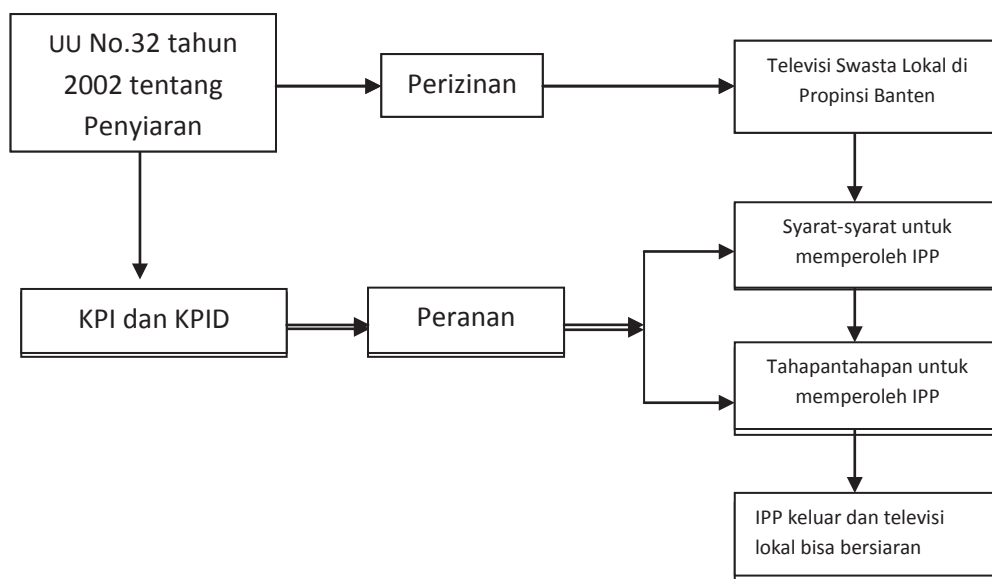 UU No.32 tahun
2002 tentang
Penyiaran
Perizinan
Televisi Swasta Lokal di
Propinsi Banten
Syarat-syarat untuk
memperoleh IPP
KPI dan KPID
Peranan
Tahapantahapan untuk
memperoleh IPP
IPP keluar dan televisi
lokal bisa bersiaran